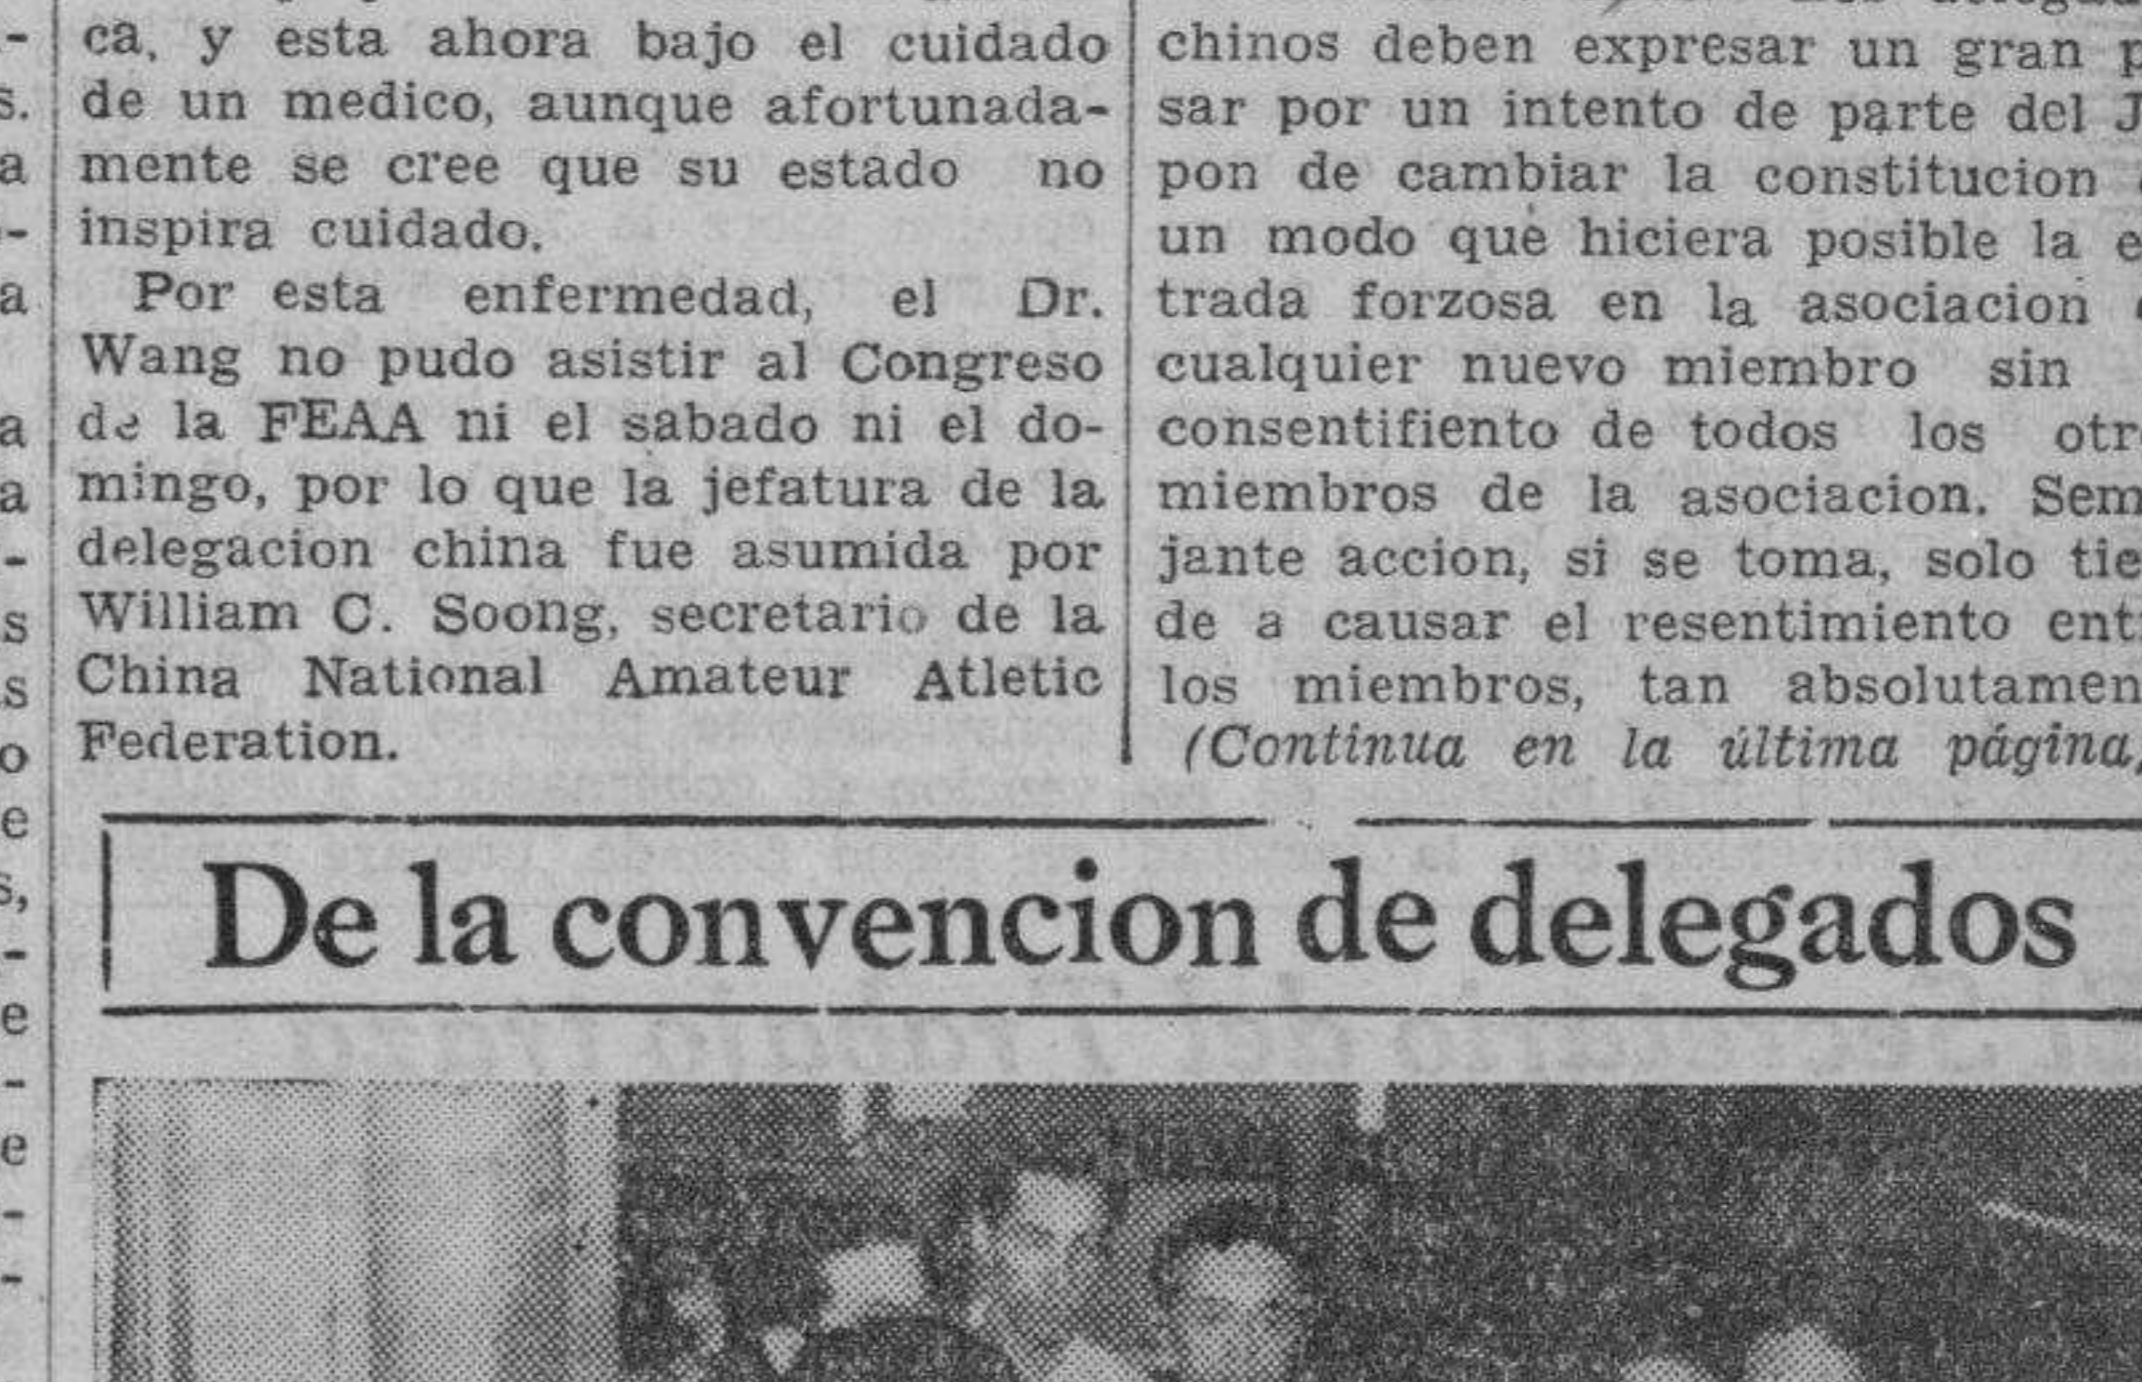 ca, y esta ahora bajo el cuidado
de un medico, aunque afortunada-
mente se cree que su estado no
inspira cuidado.
Por esta enfermedad, el Dr.
Wang no pudo asistir al Congreso
de la FEAA ni el sabado ni el do-
mingo, por lo que la jefatura de la
delegacion china fue asumida por
William C. Soong, secretario de la
China National Amateur Atletic
Federation.
chinos deben expresar un gran p
sar por un intento de parte del J
pon de cambiar la constitucion
un modo que hiciera posible la e
trada forzosa en la asociacion
cualquier nuevo miembro sin
consentifiento de todos los otr
miembros de la asociacion. Sem
jante accion, si se toma, solo tie
de a causar el resentimiento ent
los miembros, tan absolutamen
(Continua en la última página)
De la convencion de delegados